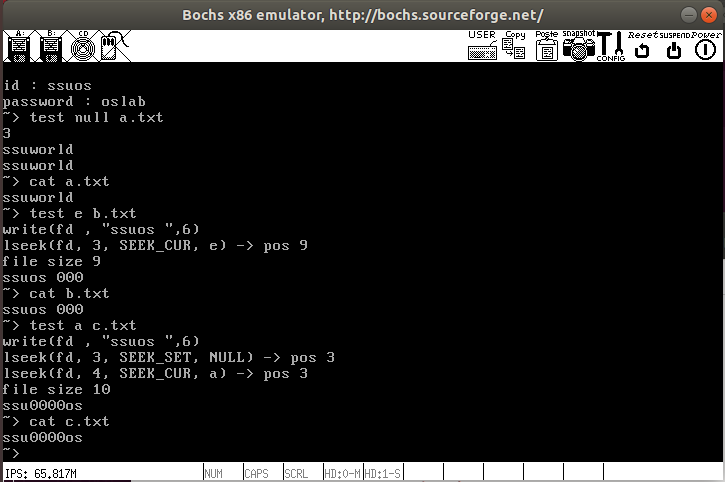 Bochs x86 emulator, http://bochs.sourceforge.net/
A: B: CD USER Copy Paste snapshot CONFIG Reset SUSPEND Power
id : ssuos
password : oslab
~> test null a.txt
3
ssuworld
ssuworld
~> cat a.txt
ssuworld
~> test e b.txt
write(fd , "ssuos ",6)
lseek(fd, 3, SEEK_CUR, e) -> pos 9
file size 9
ssuos 000
~> cat b.txt
ssuos 000
~> test a c.txt
write(fd , "ssuos ",6)
lseek(fd, 3, SEEK_SET, NULL) -> pos 3
lseek(fd, 4, SEEK_CUR, a) -> pos 3
file size 10
ssu0000os
~> cat c.txt
ssu0000os
~>
IPS: 65.817M NUM CAPS SCRL HD:0-M HD:1-S